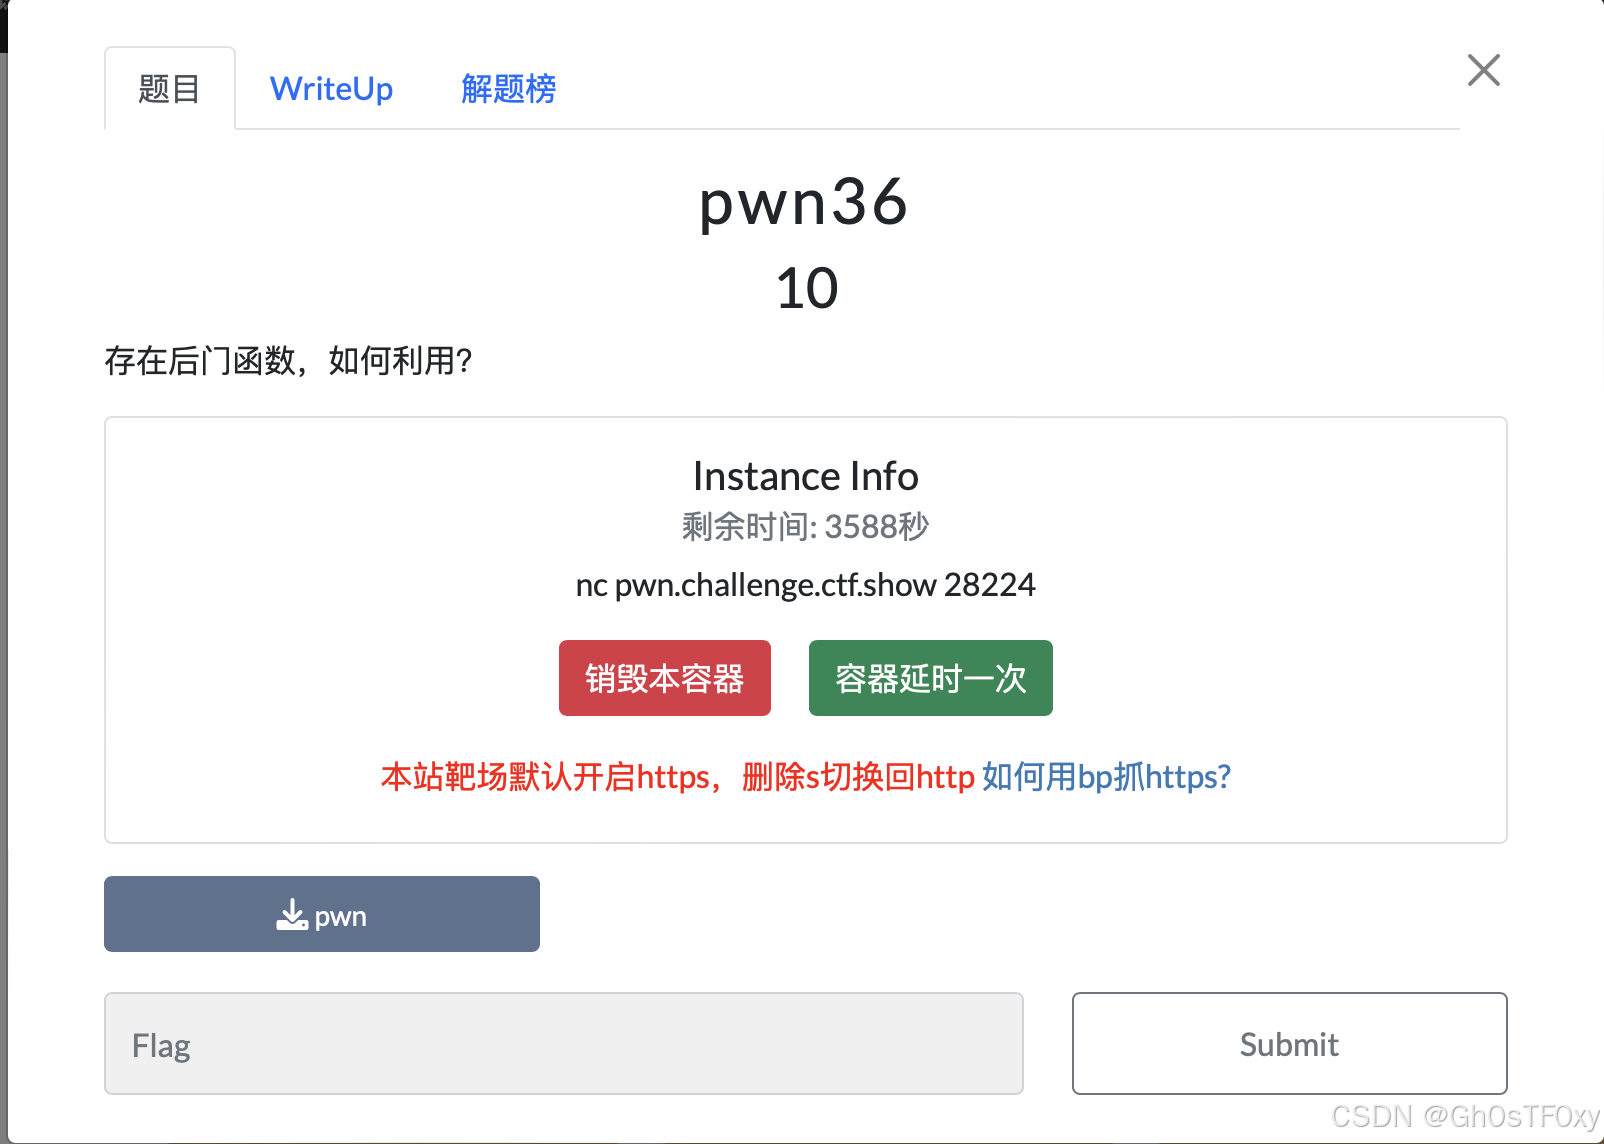 题目 WriteUp 解题榜
pwn36
10
存在后门函数，如何利用?
Instance Info
剩余时间: 3588秒
nc pwn.challenge.ctf.show 28224
销毁本容器 容器延时一次
本站靶场默认开启https，删除s切换回http 如何用bp抓https?
pwn
Flag Submit
CSDN @Gh0sTF0xy